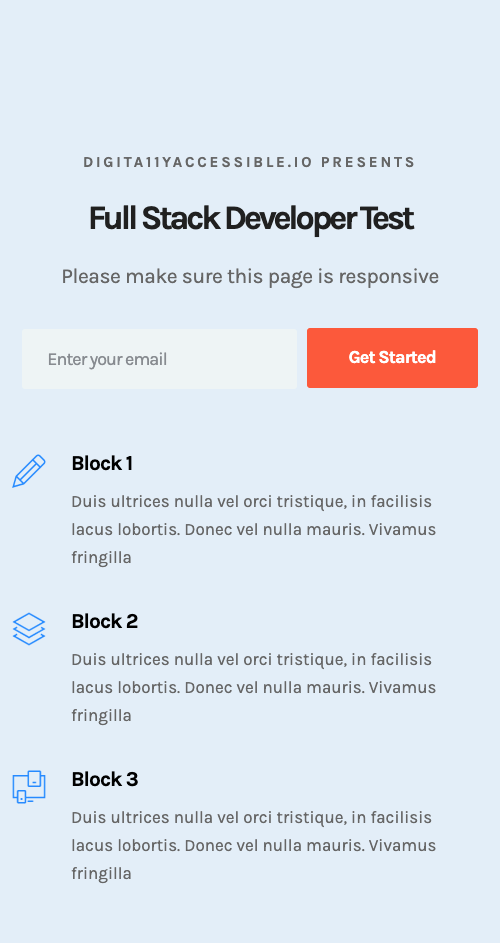 DIGITA11YACCESSIBLE.IO PRESENTS
Full Stack Developer Test
Please make sure this page is responsive
Enter your email
Get Started
Block 1
Duis ultrices nulla vel orci tristique, in facilisis
lacus lobortis. Donec vel nulla mauris. Vivamus
fringilla
Block 2
Duis ultrices nulla vel orci tristique, in facilisis
lacus lobortis. Donec vel nulla mauris. Vivamus
fringilla
Block 3
Duis ultrices nulla vel orci tristique, in facilisis
lacus lobortis. Donec vel nulla mauris. Vivamus
fringilla